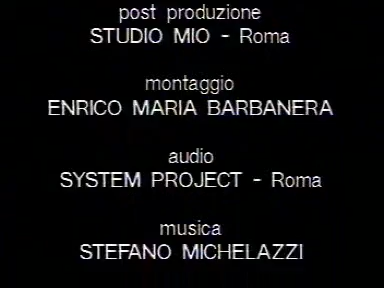 post produzione
STUDIO MIO - Roma
montaggio
ENRICO MARIA BARBANERA
audio
SYSTEM PROJECT - Roma
musica
STEFANO MICHELAZZI